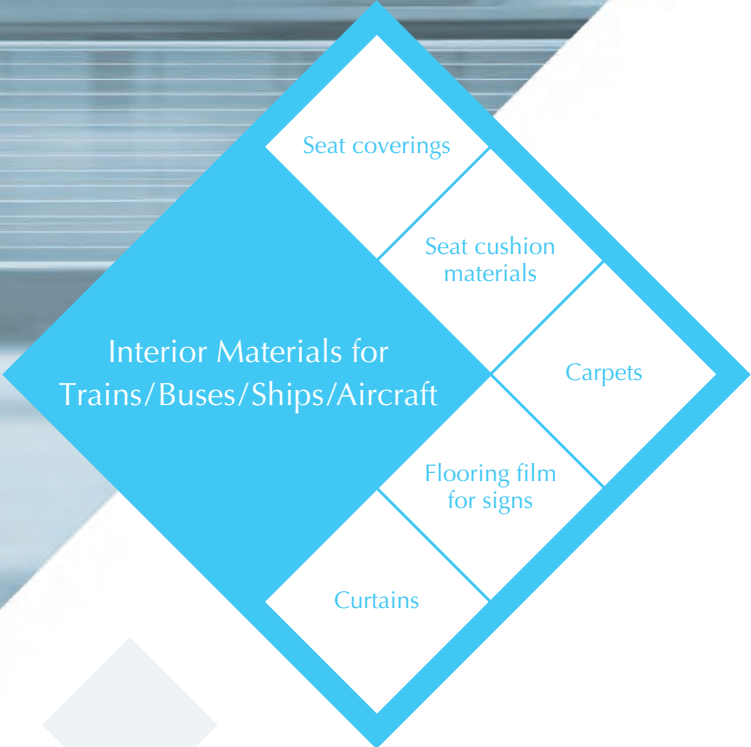 Seat coverings
Seat cushion
materials
Interior Materials for
Trains/Buses/Ships/Aircraft
Carpets
Flooring film
for signs
Curtains